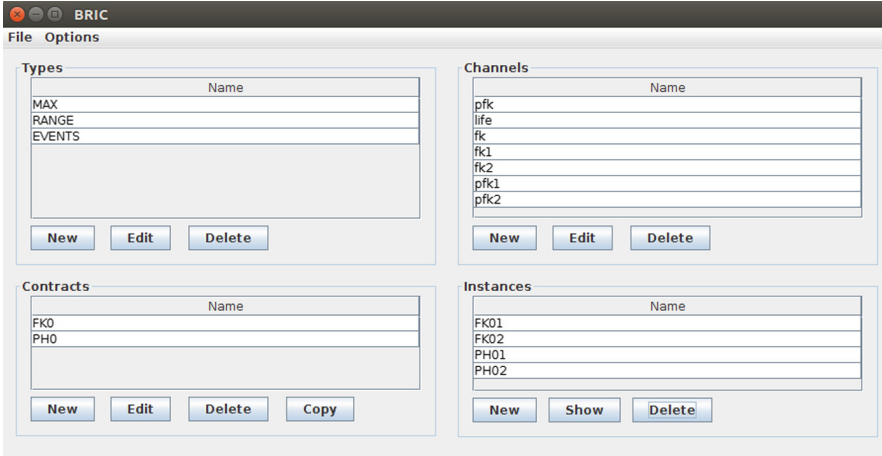 BRIC
File Options
Types
Name
MAX
RANGE
EVENTS
New Edit Delete
Channels
Name
pfk
life
fk
fk1
fk2
pfk1
pfk2
New Edit Delete
Contracts
Name
FK0
PH0
New Edit Delete Copy
Instances
Name
FK01
FK02
PH01
PH02
New Show Delete